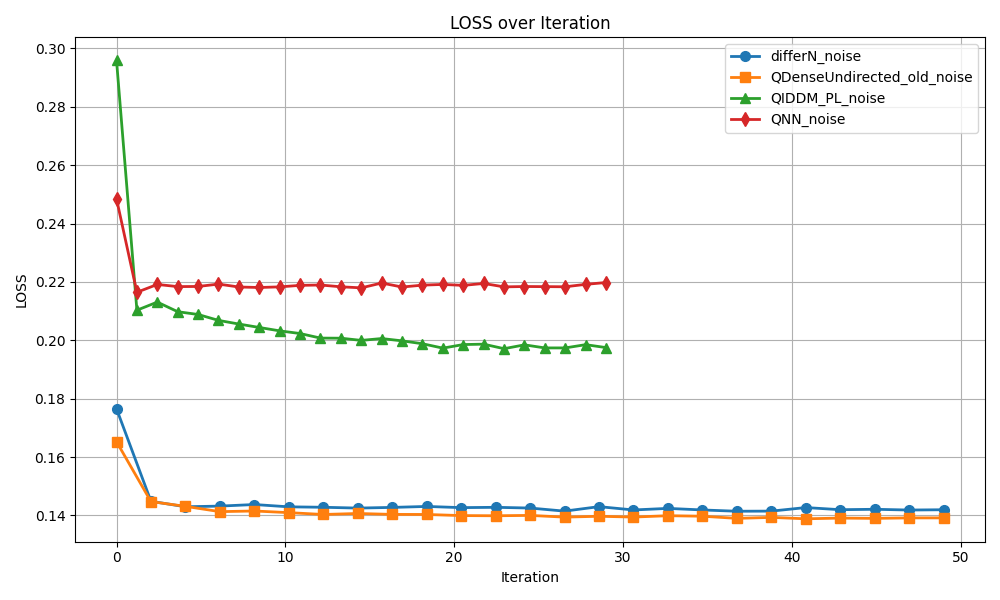 LOSS over Iteration
0.30
0.28
0.26
0.24
0.22
0.20
0.18
0.16
0.14
LOSS
differN_noise
QDenseUndirected_old_noise
QIDDM_PL_noise
QNN_noise
0 10 20 30 40 50
Iteration